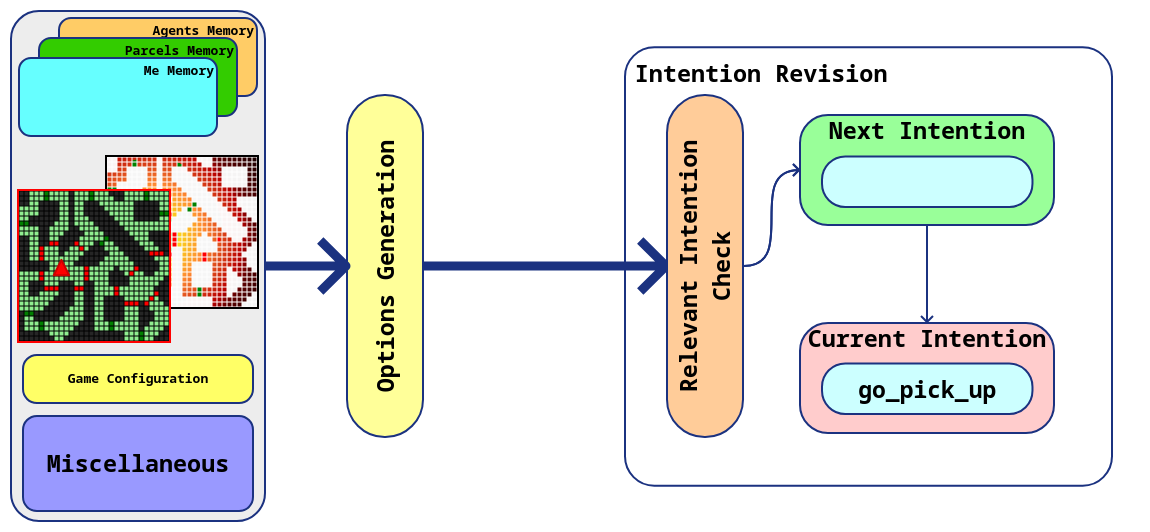 Agents Memory
Parcels Memory
Me Memory
Game Configuration
Miscellaneous
Options Generation
Intention Revision
Relevant Intention
Check
Next Intention
Current Intention
go_pick_up